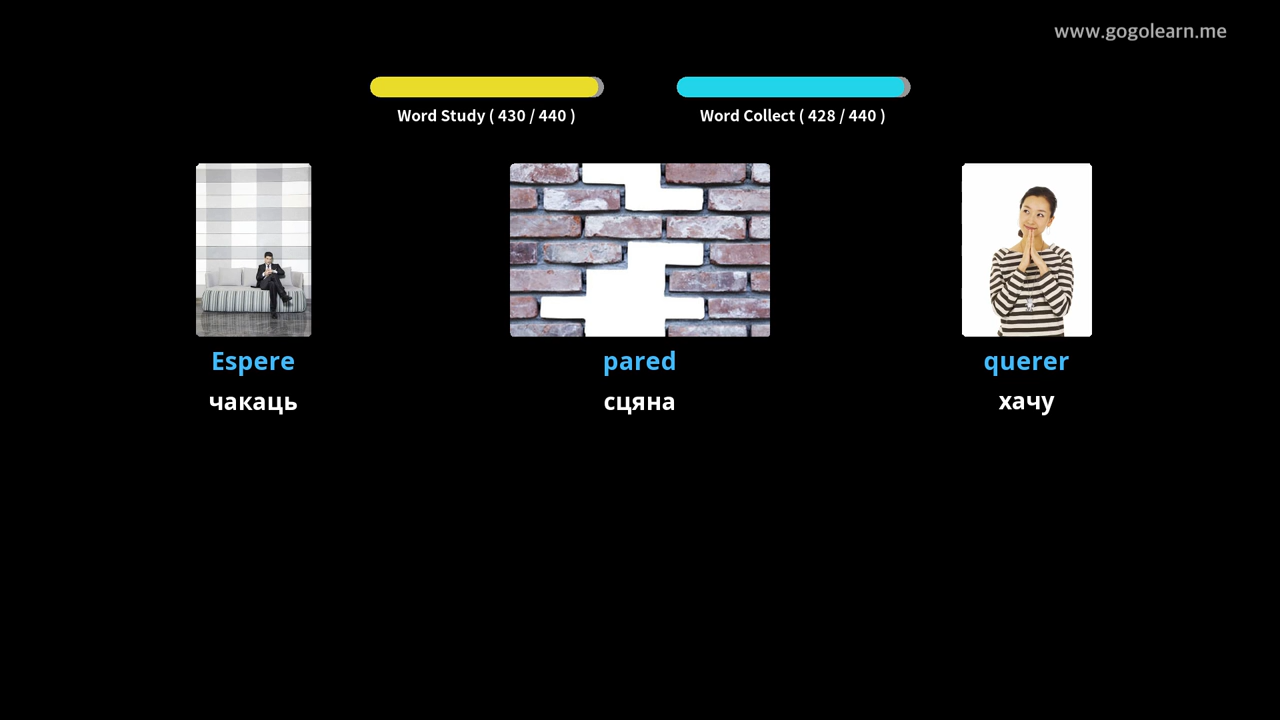 www.gogolearn.me
Word Study ( 430 / 440 )
Word Collect ( 428 / 440 )
Espere
pared
querer
чакаць
сцяна
хачу